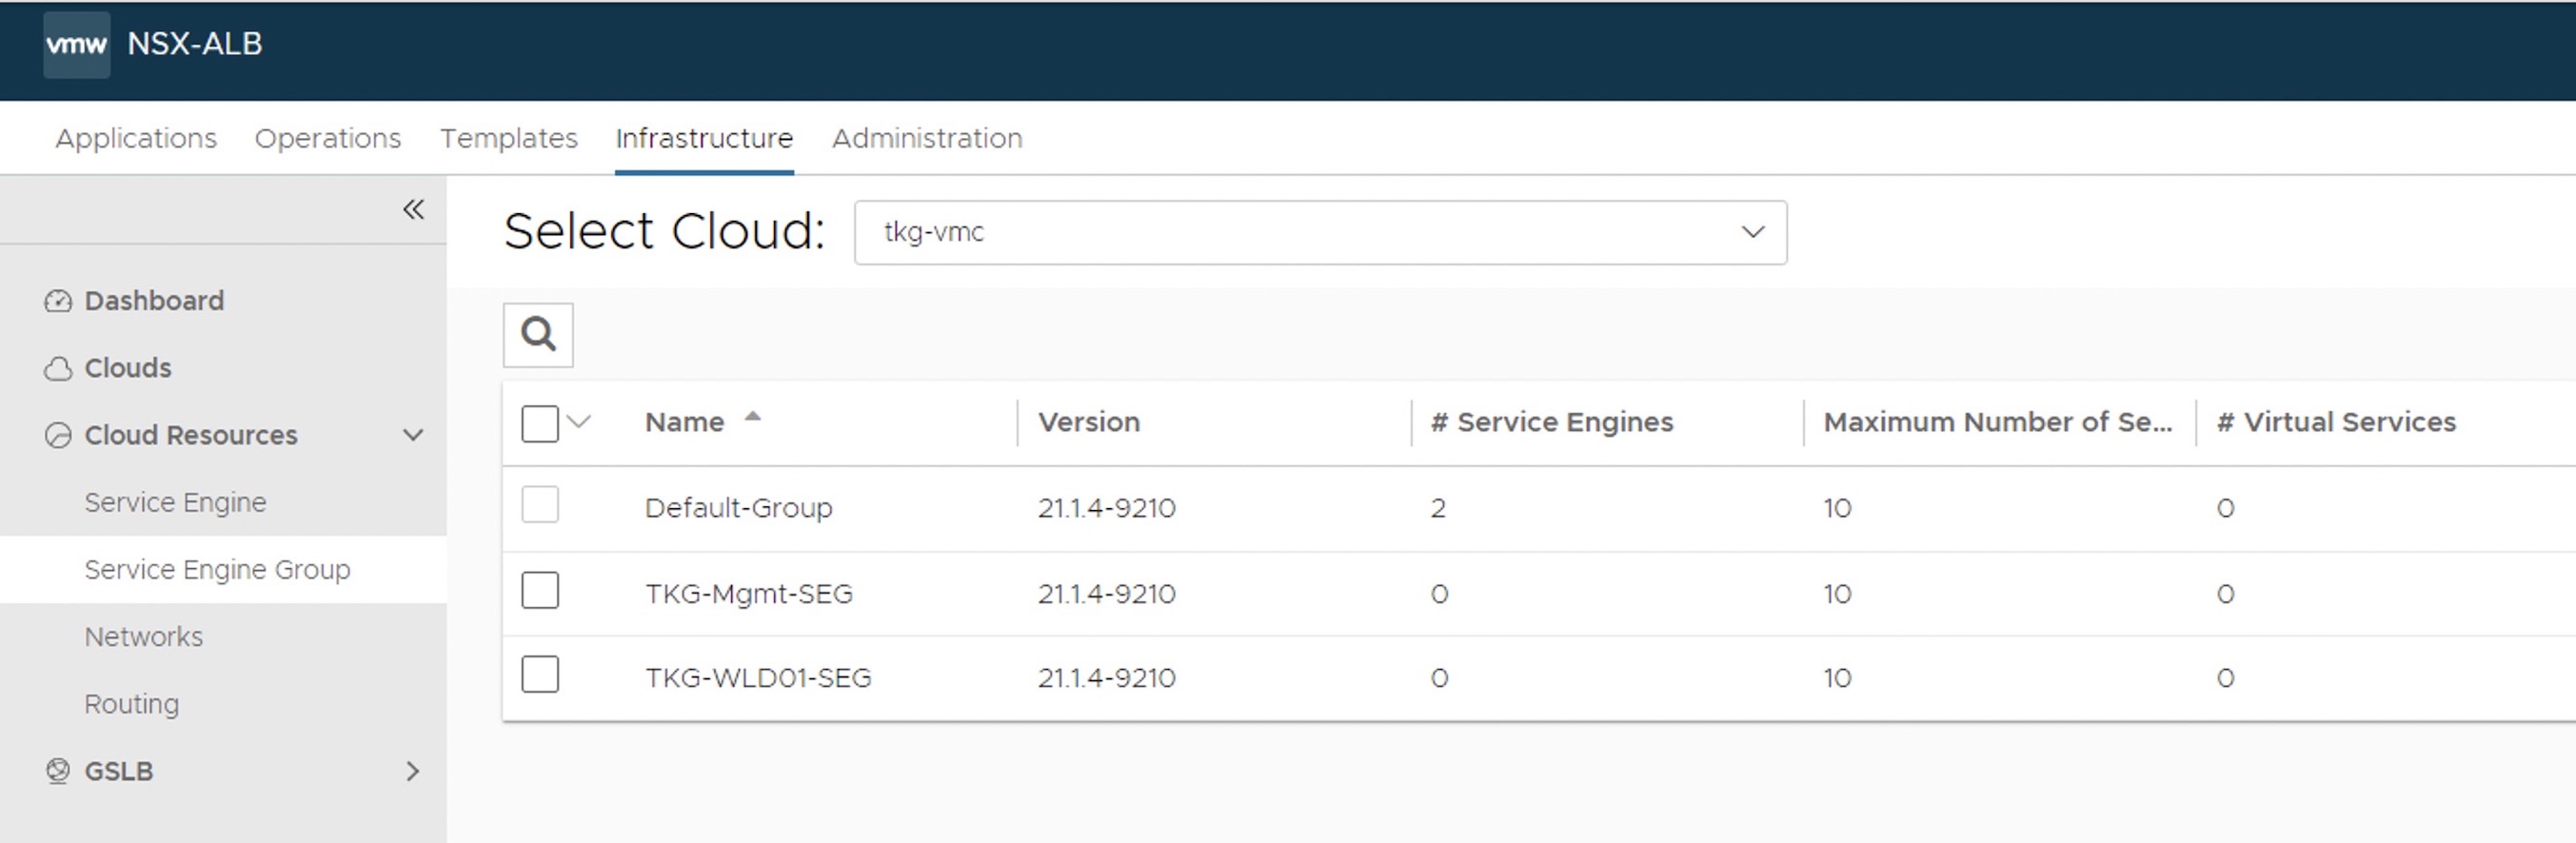 vmw NSX-ALB
Applications Operations Templates Infrastructure Administration
Select Cloud: tkg-vmc
Dashboard
Clouds
Cloud Resources
Service Engine
Service Engine Group
Networks
Routing
GSLB
Name Version # Service Engines Maximum Number of Se... # Virtual Services
Default-Group 21.1.4-9210 2 10 0
TKG-Mgmt-SEG 21.1.4-9210 0 10 0
TKG-WLD01-SEG 21.1.4-9210 0 10 0